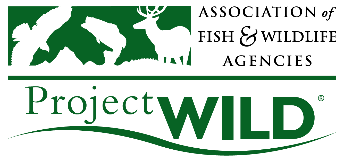 ASSOCIATION of
FISH & WILDLIFE
AGENCIES
Project WILD®